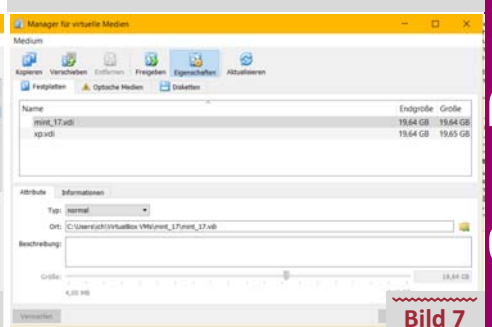 Manager für virtuelle Medien
Medium
Kopieren Verschieben Entfernen Freigeben Eigenschaften Aktualisieren
Festplatten Optische Medien Disketten
Name Endgröße Größe
mint_17.vdi 19,64 GB 19,64 GB
xp.vdi 19,64 GB 19,65 GB
Attribute Informationen
Typ: normal
Ort: C:\Users\ich\VirtualBox VMs\mint_17\mint_17.vdi
Beschreibung:
Größe: 19,64 GB
4,00 MB
Verwerfen
Bild 7